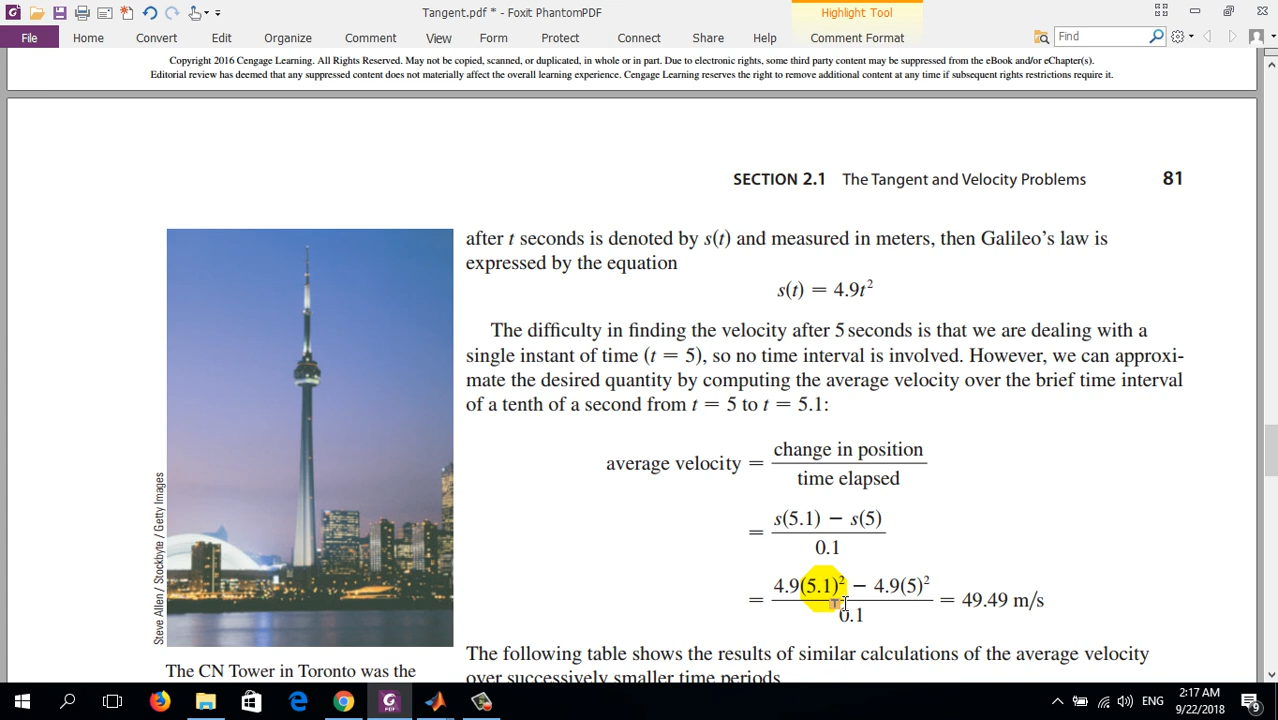 Tangent.pdf * - Foxit PhantomPDF
Highlight Tool
File Home Convert Edit Organize Comment View Form Protect Connect Share Help Comment Format Find
Copyright 2016 Cengage Learning. All Rights Reserved. May not be copied, scanned, or duplicated, in whole or in part. Due to electronic rights, some third party content may be suppressed from the eBook and/or eChapter(s).
Editorial review has deemed that any suppressed content does not materially affect the overall learning experience. Cengage Learning reserves the right to remove additional content at any time if subsequent rights restrictions require it.
SECTION 2.1 The Tangent and Velocity Problems 81
after t seconds is denoted by s(t) and measured in meters, then Galileo's law is
expressed by the equation
s(t) = 4.9t²
The difficulty in finding the velocity after 5 seconds is that we are dealing with a
single instant of time (t = 5), so no time interval is involved. However, we can approxi-
mate the desired quantity by computing the average velocity over the brief time interval
of a tenth of a second from t = 5 to t = 5.1:
average velocity = change in position
time elapsed
= s(5.1) − s(5)
0.1
= 4.9(5.1)² − 4.9(5)² = 49.49 m/s
0.1
The following table shows the results of similar calculations of the average velocity
over successively smaller time periods
Steve Allen / Stockbyte / Getty Images
The CN Tower in Toronto was the
ENG
2:17 AM
9/22/2018
9